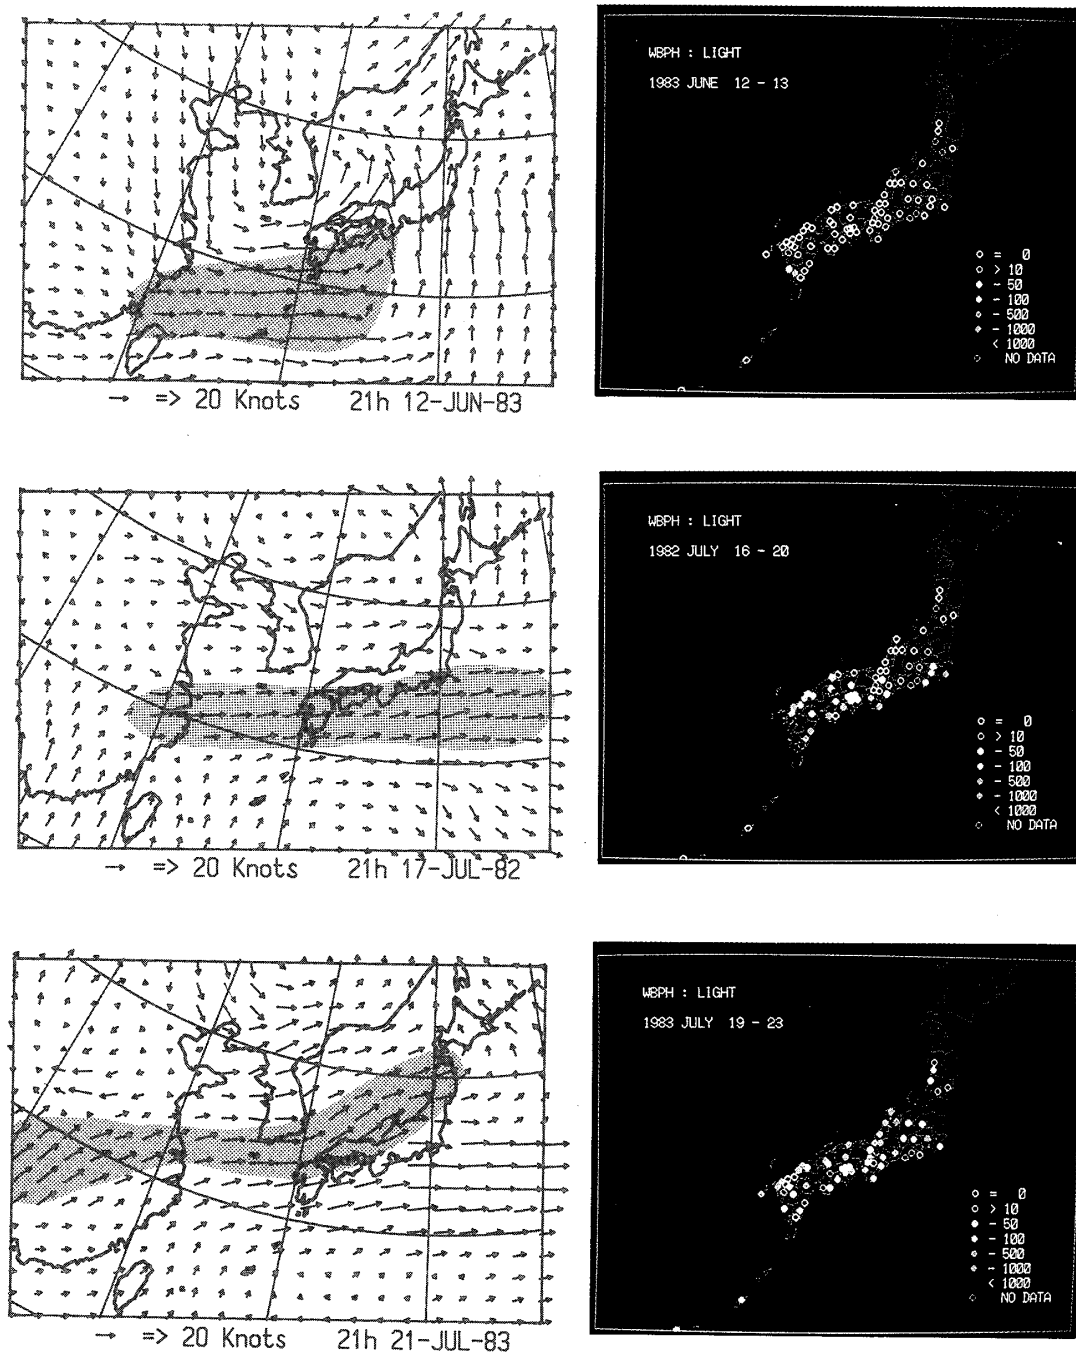 → => 20 Knots 21h 12-JUN-83
WBPH : LIGHT
1983 JUNE 12 - 13
= 0
> 10
- 50
- 100
- 500
- 1000
< 1000
NO DATA
→ => 20 Knots 21h 17-JUL-82
WBPH : LIGHT
1982 JULY 16 - 20
= 0
> 10
- 50
- 100
- 500
- 1000
< 1000
NO DATA
→ => 20 Knots 21h 21-JUL-83
WBPH : LIGHT
1983 JULY 19 - 23
= 0
> 10
- 50
- 100
- 500
- 1000
< 1000
NO DATA